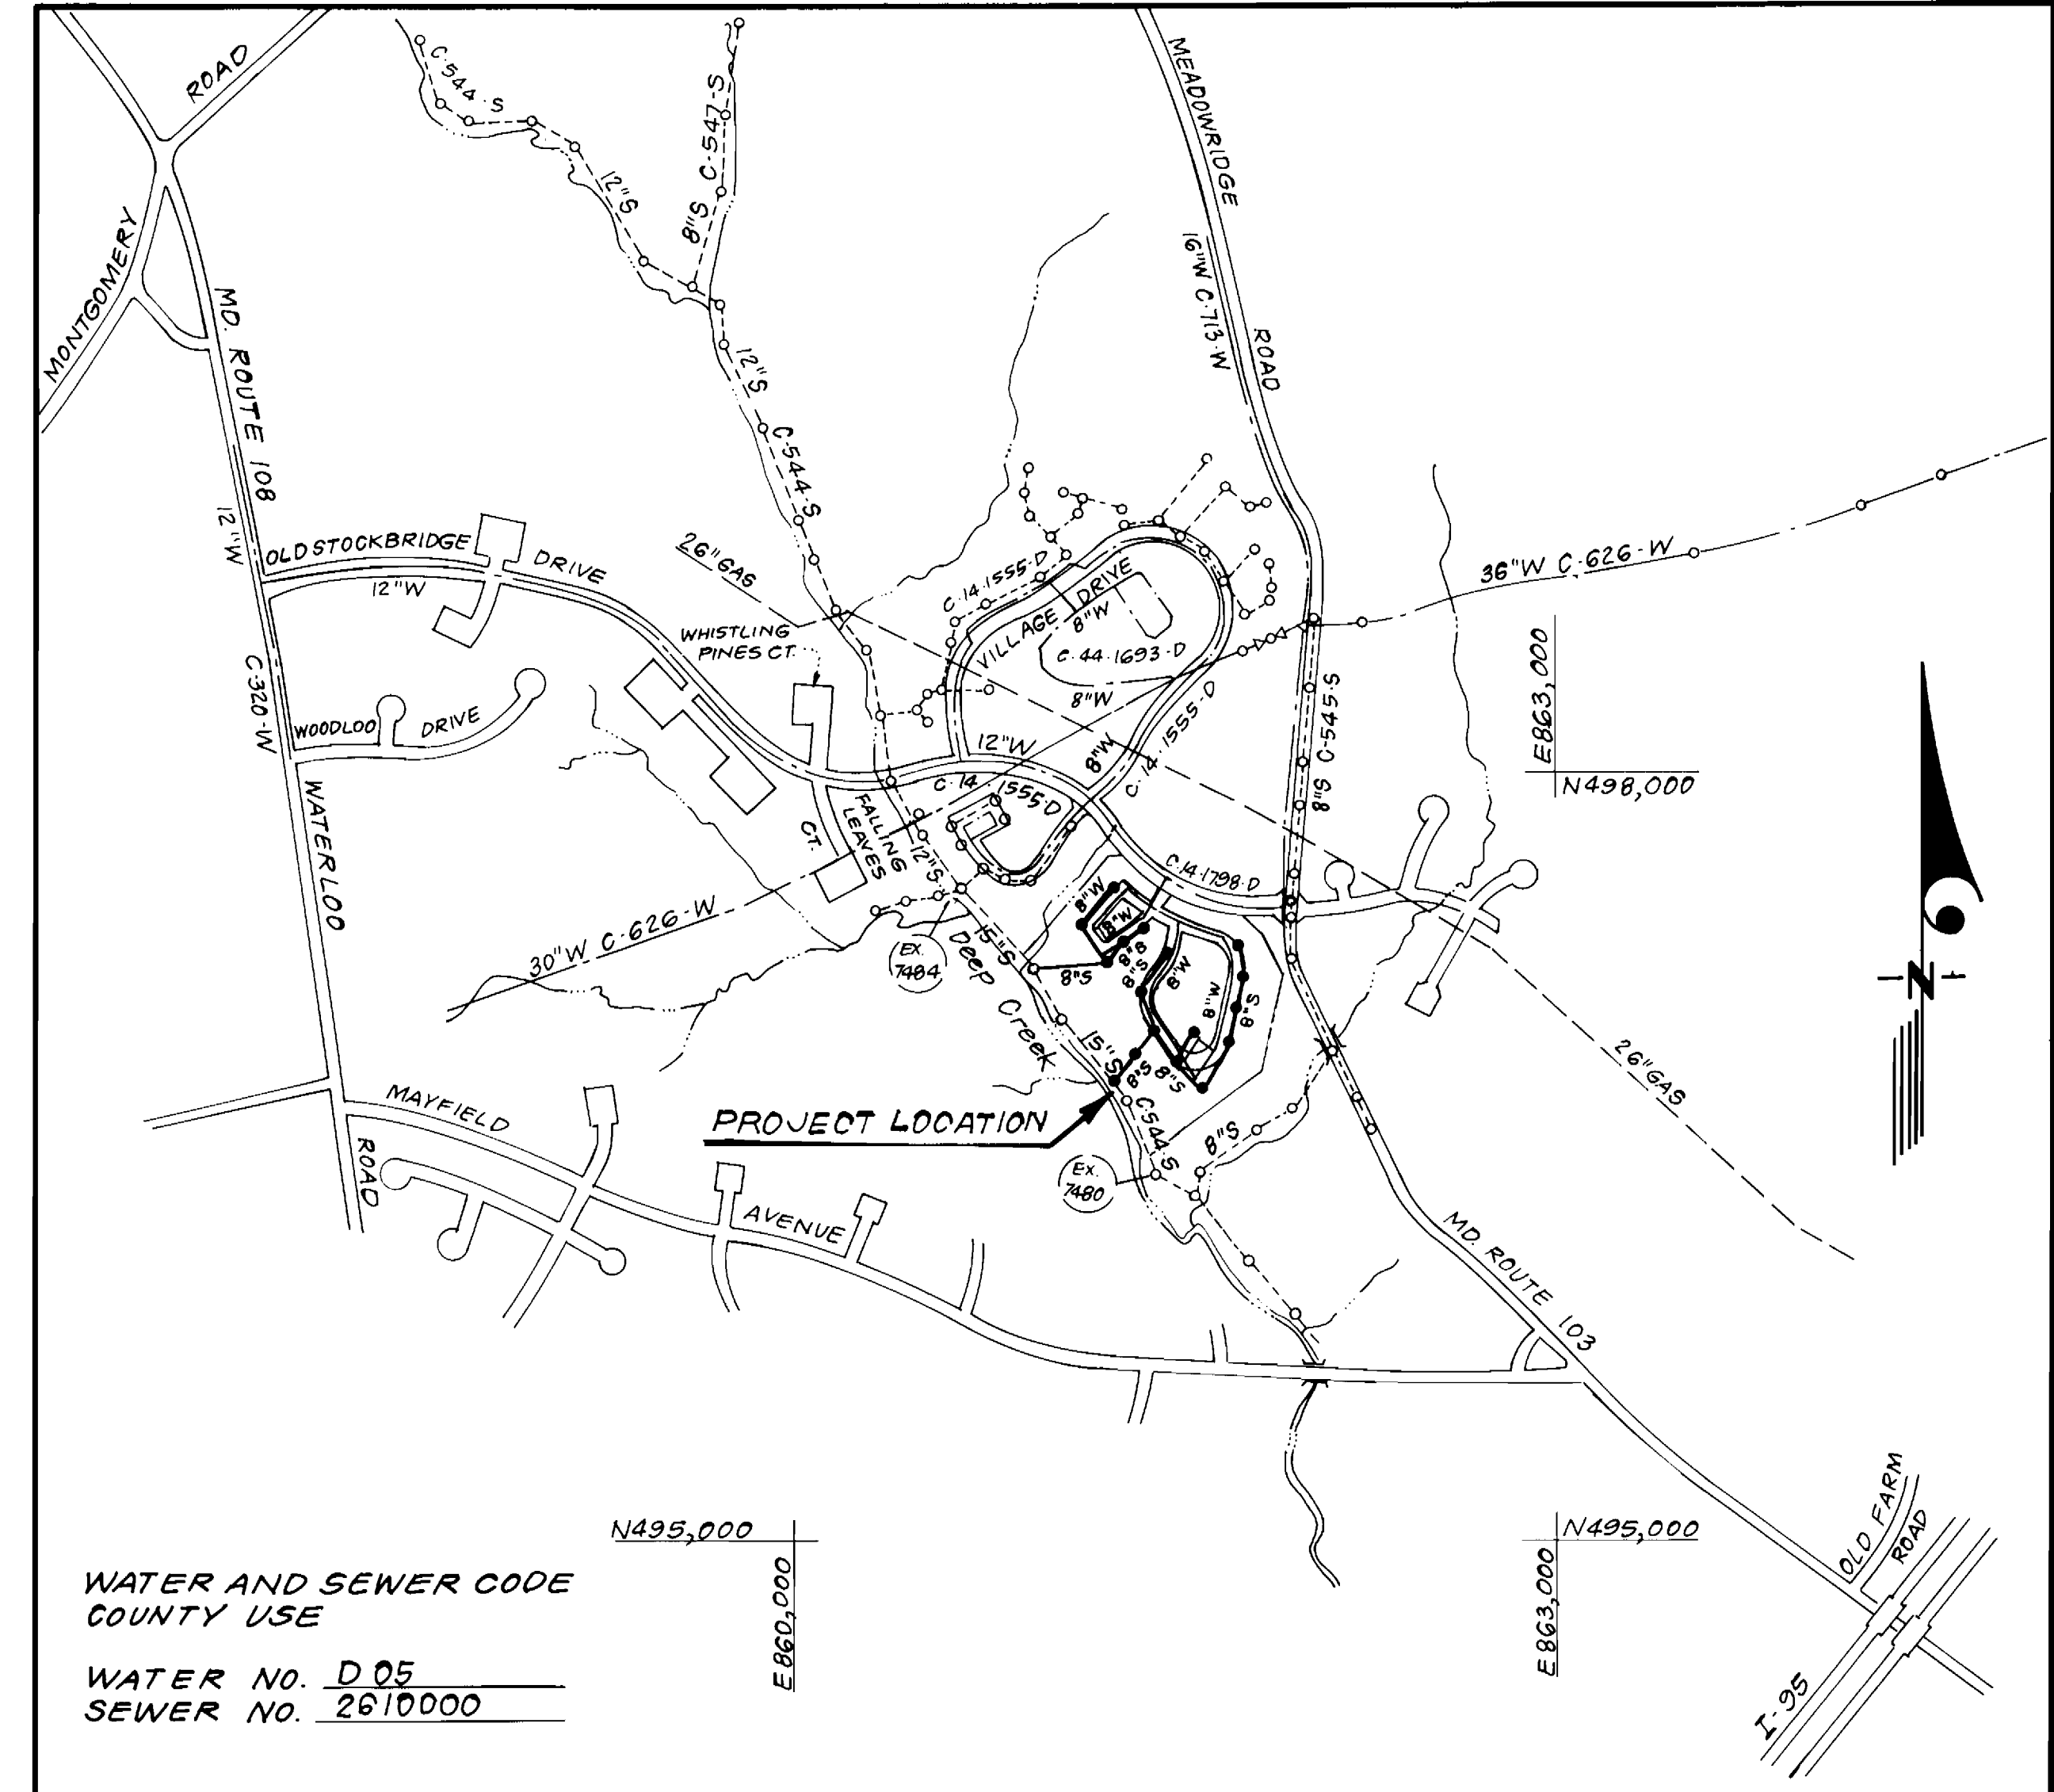 ROAD
C-544-S
8"S C-547-S
12"S
MEADOWRIDGE
ROAD
16"W C-713-W
MONTGOMERY
MD. ROUTE 108
12"W
C-320-W
WATERLOO
ROAD
12"S
C-544-S
OLD STOCKBRIDGE
DRIVE
12"W
26"GAS
WHISTLING
PINES CT.
WOODLOO
DRIVE
C-14-1555-D
VILLAGE DRIVE
8"W
C-44-1693-D
8"W
36"W C-626-W
8"S C-545-S
E863,000
N498,000
12"W
8"W
C-14-1555-D
C-14
1555-D
FALLING
LEAVES
CT.
12"S
C-14-1798-D
30"W C-626-W
EX.
7484
15"S
Deep Creek
8"W
8"W
8"S
8"S
8"S
8"W
8"W
8"S
15"S
8"S
8"S
N
26"GAS
PROJECT LOCATION
C-544-S
8"S
EX.
7480
MAYFIELD
AVENUE
MD. ROUTE 103
OLD FARM
ROAD
I-95
N495,000
E860,000
N495,000
E863,000
WATER AND SEWER CODE
COUNTY USE
WATER NO. D 05
SEWER NO. 2610000